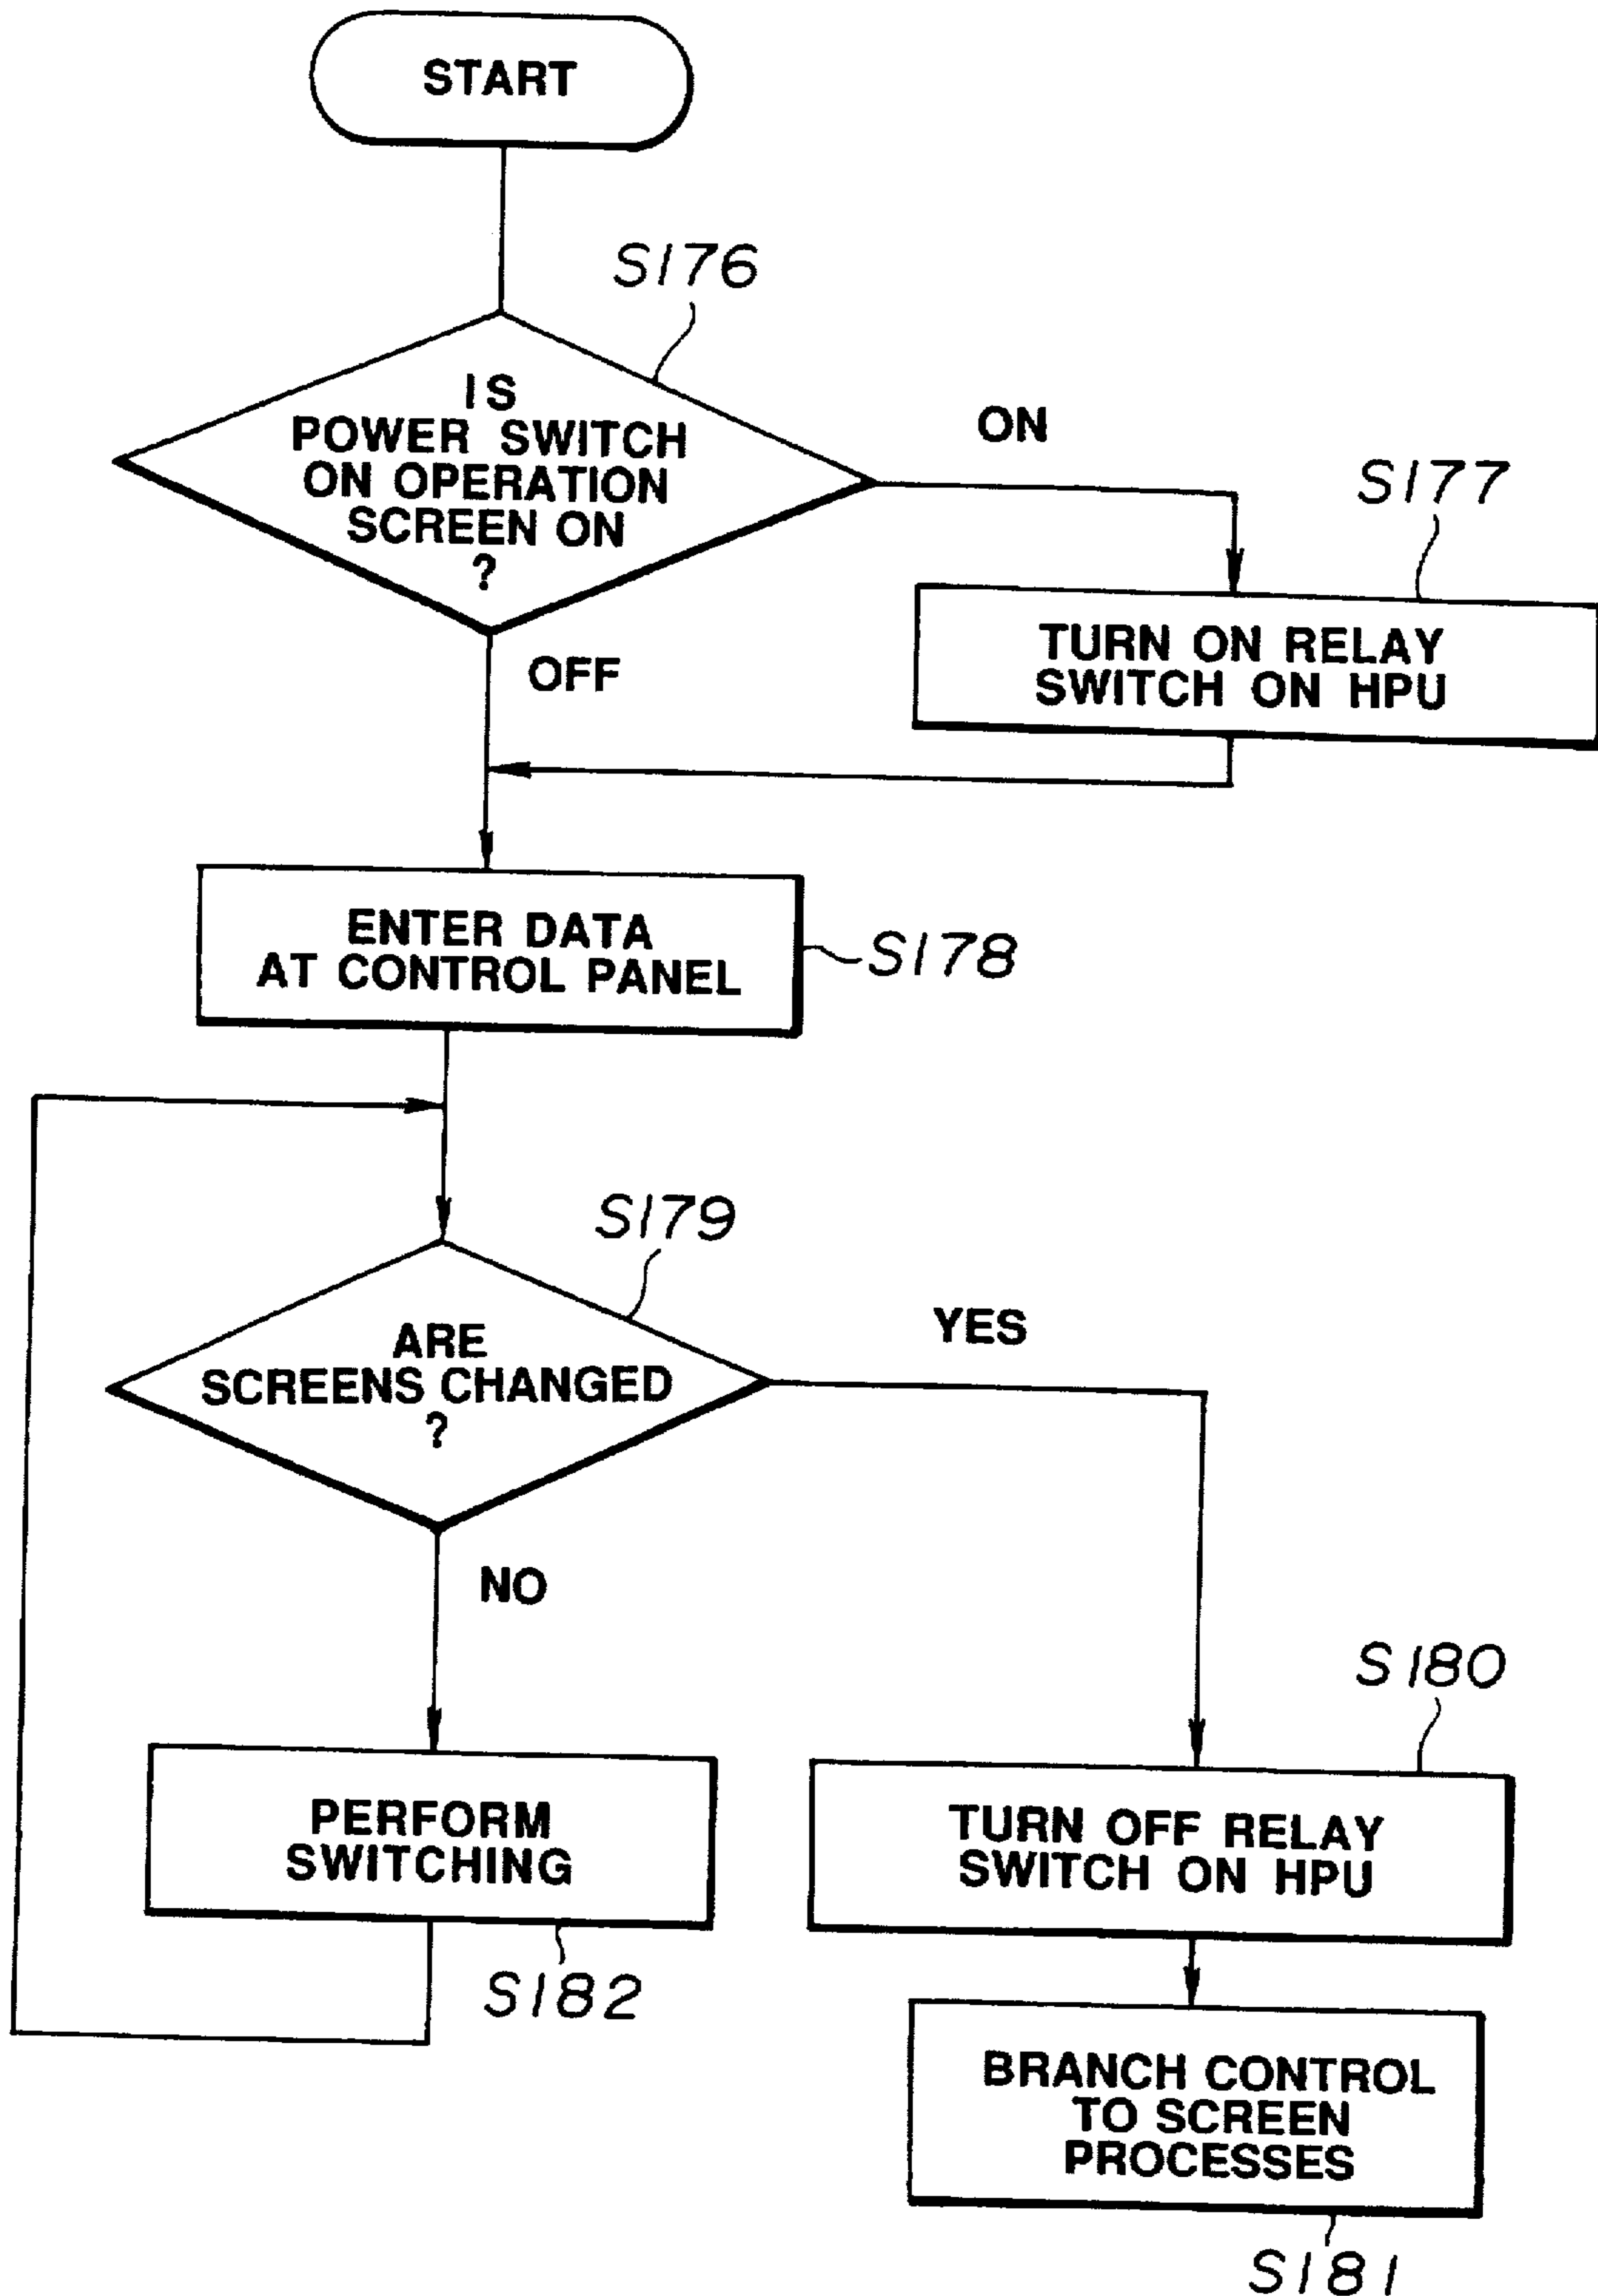 START
S176
IS
POWER SWITCH
ON OPERATION
SCREEN ON
?
ON
S177
OFF
TURN ON RELAY
SWITCH ON HPU
ENTER DATA
AT CONTROL PANEL
S178
S179
ARE
SCREENS CHANGED
?
YES
NO
S180
PERFORM
SWITCHING
TURN OFF RELAY
SWITCH ON HPU
S182
BRANCH CONTROL
TO SCREEN
PROCESSES
S181